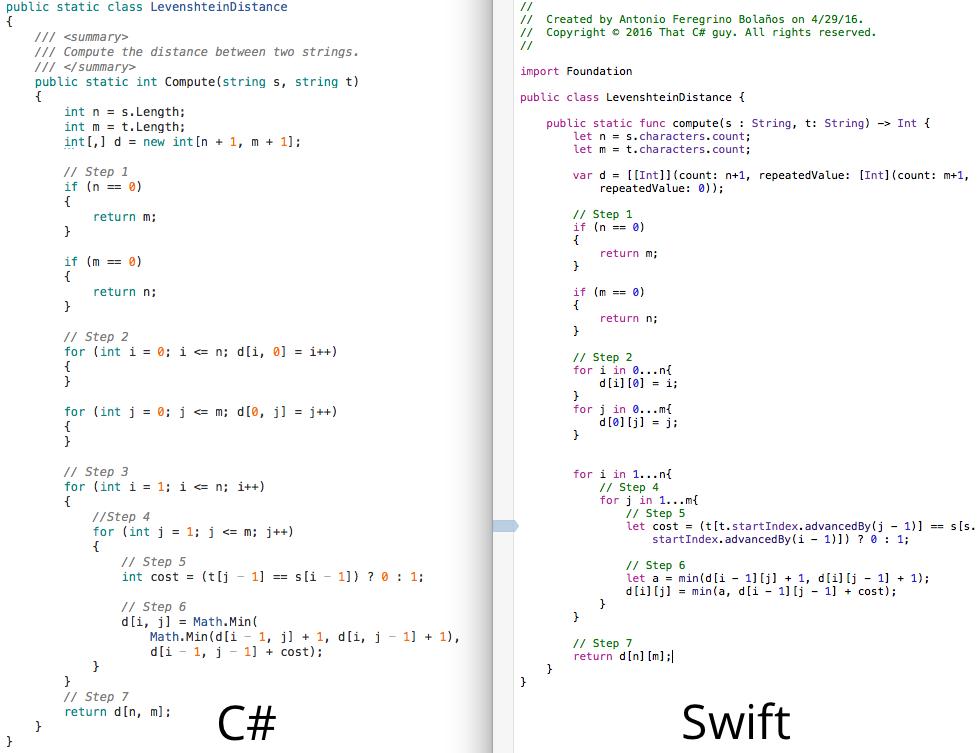 public static class LevenshteinDistance
{
    /// <summary>
    /// Compute the distance between two strings.
    /// </summary>
    public static int Compute(string s, string t)
    {
        int n = s.Length;
        int m = t.Length;
        int[,] d = new int[n + 1, m + 1];

        // Step 1
        if (n == 0)
        {
            return m;
        }

        if (m == 0)
        {
            return n;
        }

        // Step 2
        for (int i = 0; i <= n; d[i, 0] = i++)
        {
        }

        for (int j = 0; j <= m; d[0, j] = j++)
        {
        }

        // Step 3
        for (int i = 1; i <= n; i++)
        {
            //Step 4
            for (int j = 1; j <= m; j++)
            {
                // Step 5
                int cost = (t[j - 1] == s[i - 1]) ? 0 : 1;

                // Step 6
                d[i, j] = Math.Min(
                    Math.Min(d[i - 1, j] + 1, d[i, j - 1] + 1),
                    d[i - 1, j - 1] + cost);
            }
        }
        // Step 7
        return d[n, m];
    }
}
C#
//
//  Created by Antonio Feregrino Bolaños on 4/29/16.
//  Copyright © 2016 That C# guy. All rights reserved.
//

import Foundation

public class LevenshteinDistance {

    public static func compute(s : String, t: String) -> Int {
        let n = s.characters.count;
        let m = t.characters.count;

        var d = [[Int]](count: n+1, repeatedValue: [Int](count: m+1,
            repeatedValue: 0));

        // Step 1
        if (n == 0)
        {
            return m;
        }

        if (m == 0)
        {
            return n;
        }

        // Step 2
        for i in 0...n{
            d[i][0] = i;
        }
        for j in 0...m{
            d[0][j] = j;
        }


        for i in 1...n{
            // Step 4
            for j in 1...m{
                // Step 5
                let cost = (t[t.startIndex.advancedBy(j - 1)] == s[s.
                    startIndex.advancedBy(i - 1)]) ? 0 : 1;

                // Step 6
                let a = min(d[i - 1][j] + 1, d[i][j - 1] + 1);
                d[i][j] = min(a, d[i - 1][j - 1] + cost);
            }
        }

        // Step 7
        return d[n][m];
    }
}
Swift